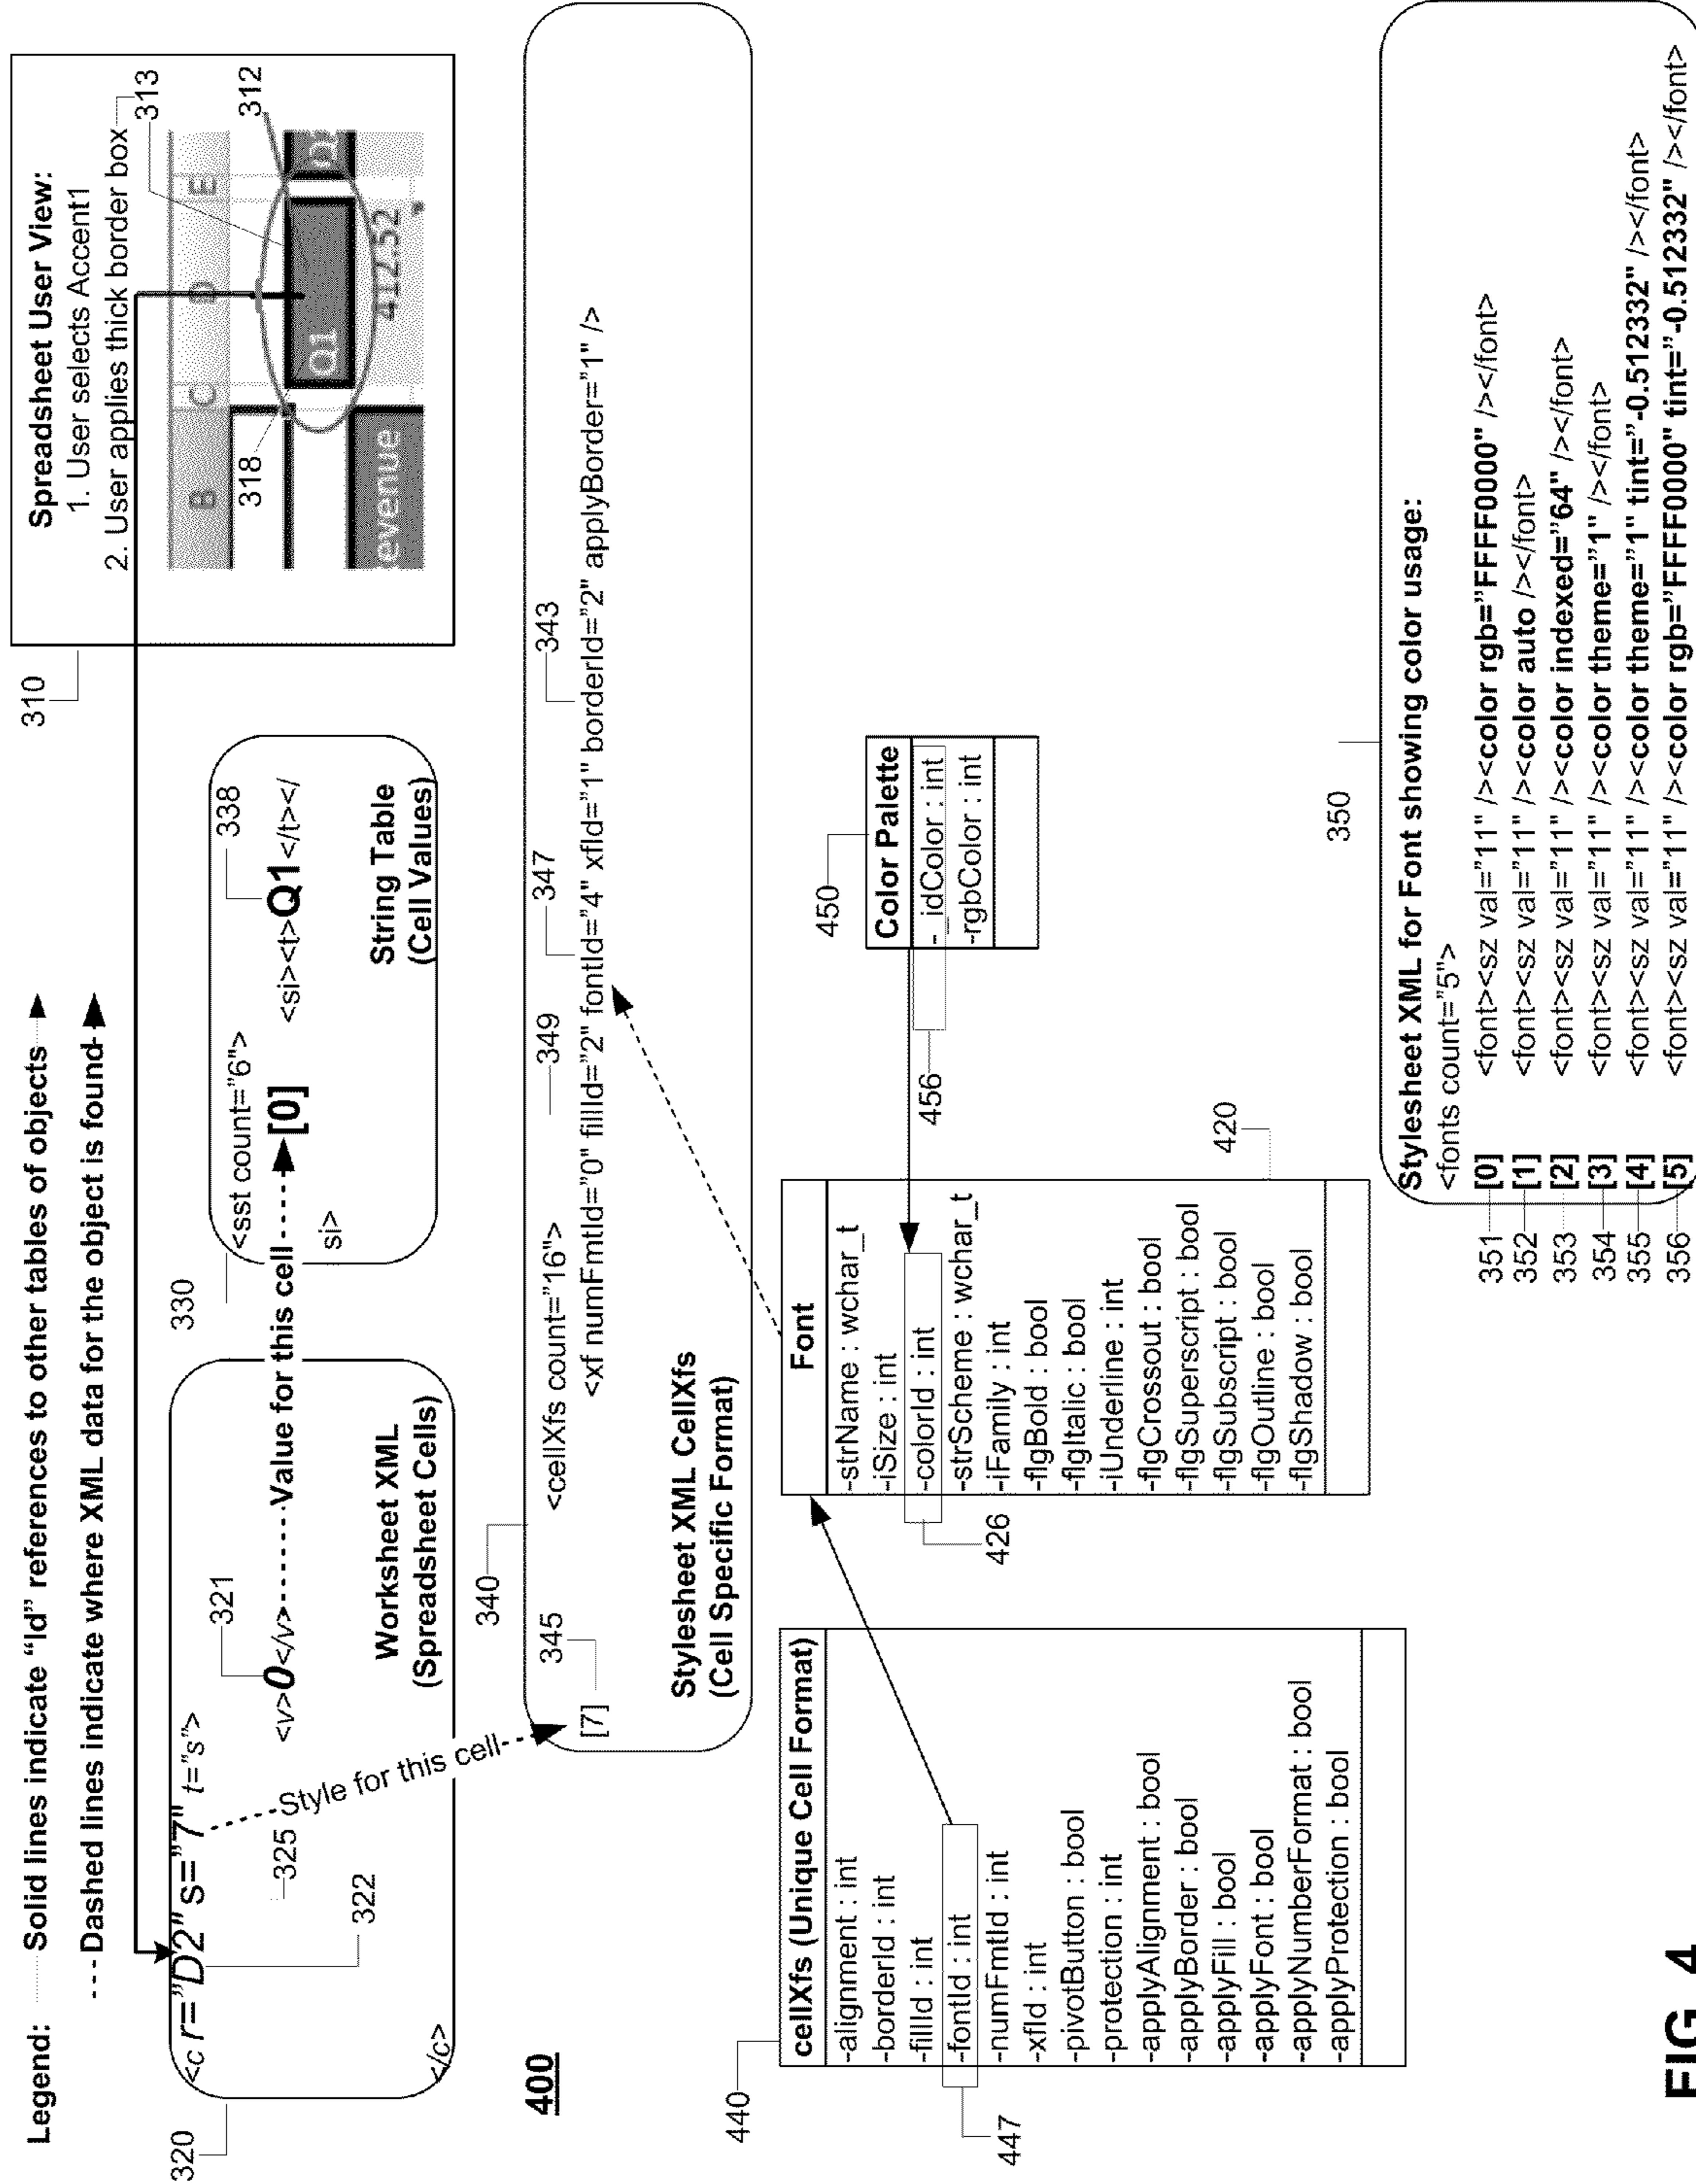 Legend: Solid lines indicate “Id” references to other tables of objects
Dashed lines indicate where XML data for the object is found
320
<c r=”D2”s=”7” t=”s”>
321
<v>0</v>
Value for this cell
325
Style for this cell
322
Worksheet XML
(Spreadsheet Cells)
</c>
330
<sst count=”6”>
338
[0] <si><t>Q1</t></
si>
String Table
(Cell Values)
310
Spreadsheet User View:
1. User selects Accent1
2. User applies thick border box
313
B C D E
318
312
Q1
evenue
412.52
400
340
345
349
347
343
<cellXfs count=”16”>
[7] <xf numFmtId=”0" fillId=”2” fontId=”4” xfId=”1" borderId=”2” applyBorder=”1” />
Stylesheet XML CellXfs
(Cell Specific Format)
440
cellXfs (Unique Cell Format)
-alignment : int
-borderId : int
-fillId : int
-fontId : int
-numFmtId : int
-xfId : int
-pivotButton : bool
-protection : int
-applyAlignment : bool
-applyBorder : bool
-applyFill : bool
-applyFont : bool
-applyNumberFormat : bool
-applyProtection : bool
447
Font
-strName : wchar_t
-iSize : int
-colorId : int
-strScheme : wchar_t
-iFamily : int
-flgBold : bool
-flgItalic : bool
-iUnderline : int
-flgCrossout : bool
-flgSuperscript : bool
-flgSubscript : bool
-flgOutline : bool
-flgShadow : bool
426
420
450
Color Palette
-_idColor : int
-rgbColor : int
456
350
Stylesheet XML for Font showing color usage:
<fonts count=”5”>
351 [0] <font><sz val=”11” /><color rgb=”FFFF0000" /></font>
352 [1] <font><sz val=”11” /><color auto /></font>
353 [2] <font><sz val=”11” /><color indexed=”64" /></font>
354 [3] <font><sz val=”11” /><color theme=”1" /></font>
355 [4] <font><sz val=”11” /><color theme=”1" tint=”-0.512332" /></font>
356 [5] <font><sz val=”11” /><color rgb=”FFFF0000" tint=”-0.512332" /></font>
FIG. 4